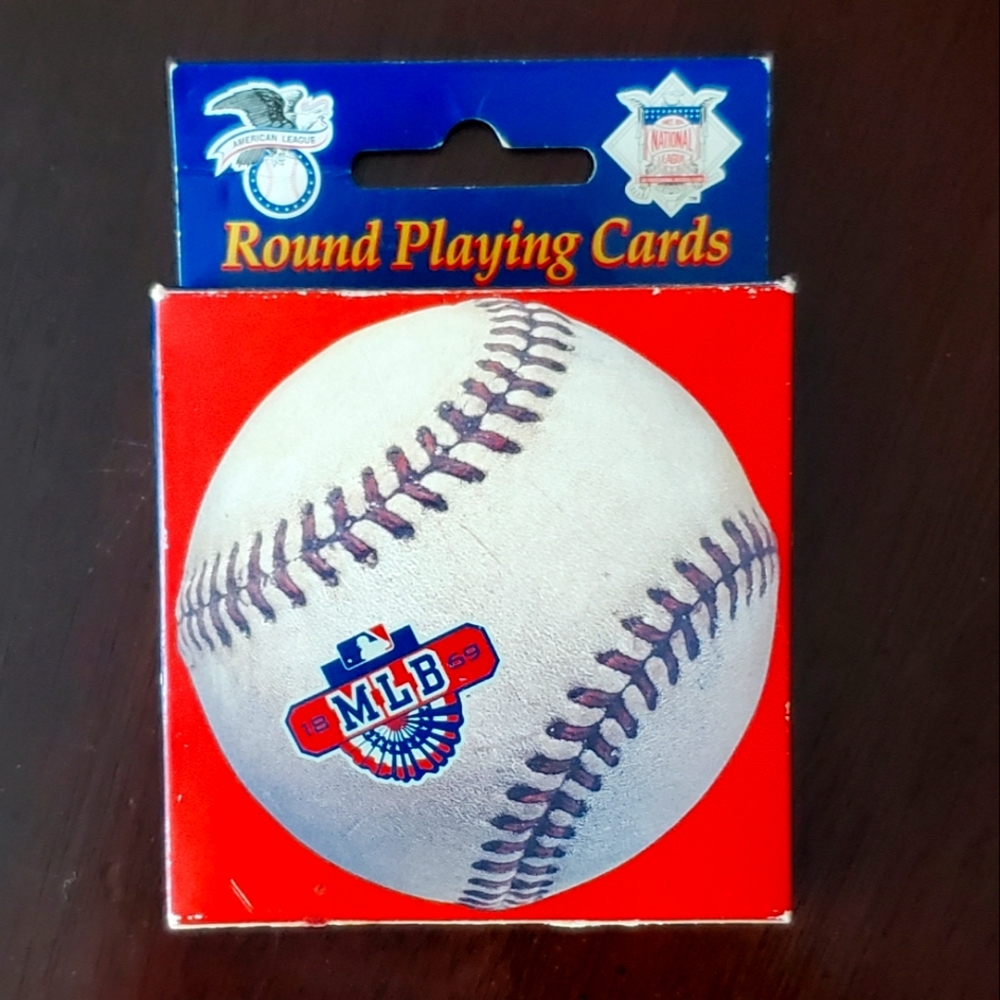 AMERICAN LEAGUE
NATIONAL
LEAGUE
Round Playing Cards
18 MLB 69